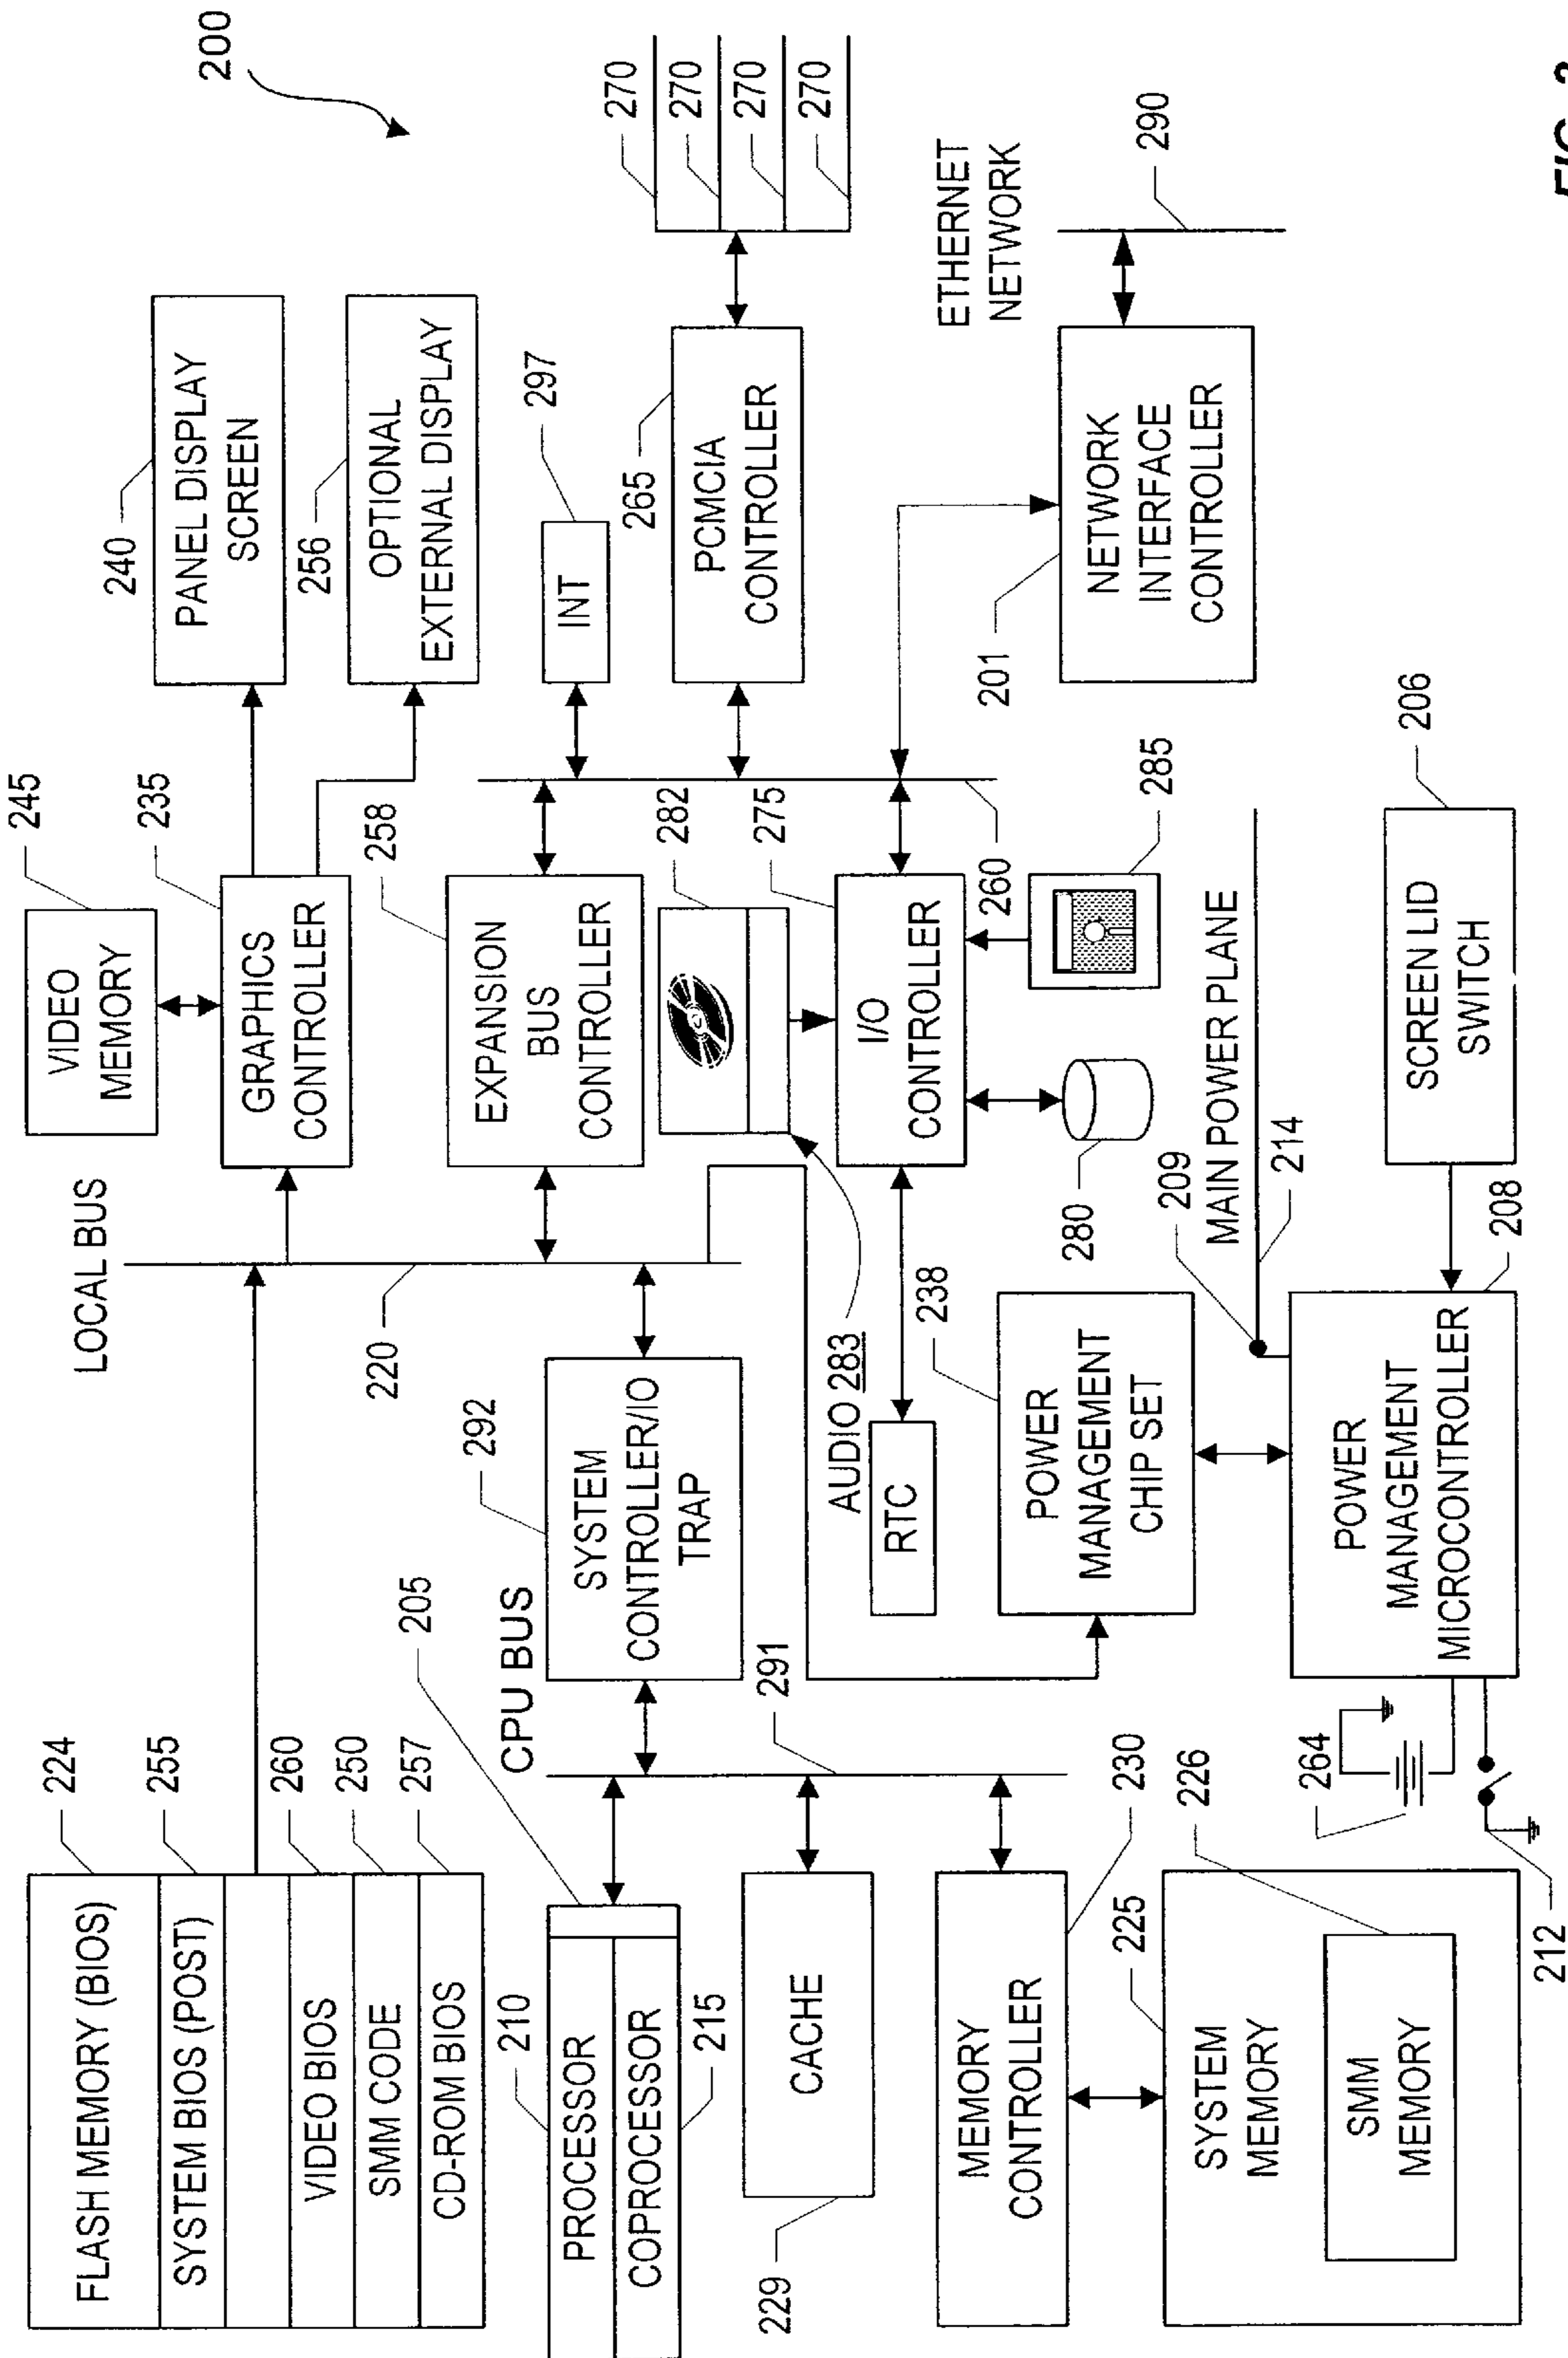 200
245
VIDEO
MEMORY
235
GRAPHICS
CONTROLLER
240
PANEL DISPLAY
SCREEN
256
OPTIONAL
EXTERNAL DISPLAY
LOCAL BUS
220
224
FLASH MEMORY (BIOS)
255
SYSTEM BIOS (POST)
260
VIDEO BIOS
250
SMM CODE
257
CD-ROM BIOS
258
EXPANSION
BUS
CONTROLLER
297
INT
265
PCMCIA
CONTROLLER
270
270
270
270
292
SYSTEM
CONTROLLER/IO
TRAP
CPU BUS
205
210
PROCESSOR
COPROCESSOR
215
291
282
275
I/O
CONTROLLER
260
285
280
AUDIO 283
RTC
ETHERNET
NETWORK
290
201
NETWORK
INTERFACE
CONTROLLER
CACHE
229
MEMORY
CONTROLLER
230
225
SYSTEM
MEMORY
226
SMM
MEMORY
238
POWER
MANAGEMENT
CHIP SET
209
MAIN POWER PLANE
214
POWER
MANAGEMENT
MICROCONTROLLER
208
206
SCREEN LID
SWITCH
264
212